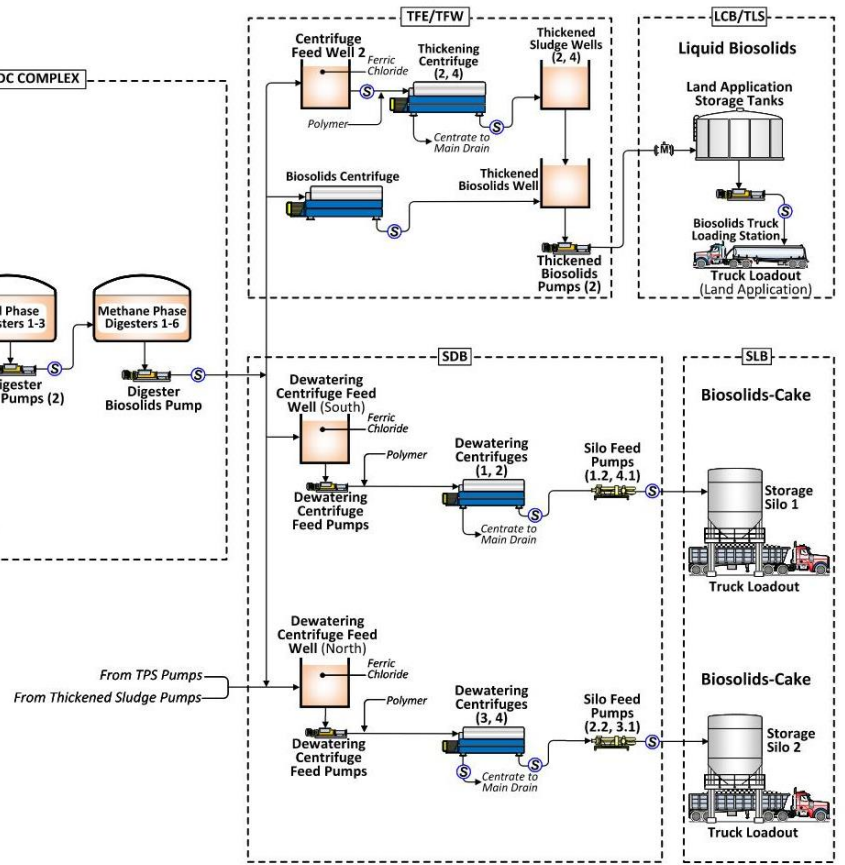 TFE/TFW
Centrifuge
Feed Well 2
Ferric
Chloride
Thickening
Centrifuge
(2, 4)
Thickened
Sludge Wells
(2, 4)
S
Polymer
S
Centrate to
Main Drain
Biosolids Centrifuge
Thickened
Biosolids Well
S
Thickened
Biosolids
Pumps (2)
LCB/TLS
Liquid Biosolids
Land Application
Storage Tanks
M
S
Biosolids Truck
Loading Station
Truck Loadout
(Land Application)
COMPLEX
Phase
1-3
Pumps (2)
S
Methane Phase
Digesters 1-6
S
Digester
Biosolids Pump
SDB
Dewatering
Centrifuge Feed
Well (South)
Ferric
Chloride
Polymer
Dewatering
Centrifuge
Feed Pumps
Dewatering
Centrifuges
(1, 2)
S
Centrate to
Main Drain
Silo Feed
Pumps
(1.2, 4.1)
S
SLB
Biosolids-Cake
Storage
Silo 1
Truck Loadout
From TPS Pumps
From Thickened Sludge Pumps
Dewatering
Centrifuge Feed
Well (North)
Ferric
Chloride
Polymer
Dewatering
Centrifuge
Feed Pumps
Dewatering
Centrifuges
(3, 4)
S
S
Centrate to
Main Drain
Silo Feed
Pumps
(2.2, 3.1)
S
Biosolids-Cake
Storage
Silo 2
Truck Loadout